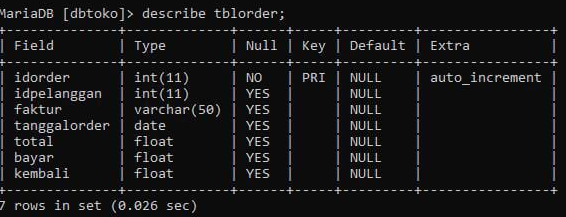 MariaDB [dbtoko]> describe tblorder;
+--------------+-------------+------+-----+---------+----------------+
| Field        | Type        | Null | Key | Default | Extra          |
+--------------+-------------+------+-----+---------+----------------+
| idorder      | int(11)     | NO   | PRI | NULL    | auto_increment |
| idpelanggan  | int(11)     | YES  |     | NULL    |                |
| faktur       | varchar(50) | YES  |     | NULL    |                |
| tanggalorder | date        | YES  |     | NULL    |                |
| total        | float       | YES  |     | NULL    |                |
| bayar        | float       | YES  |     | NULL    |                |
| kembali      | float       | YES  |     | NULL    |                |
+--------------+-------------+------+-----+---------+----------------+
7 rows in set (0.026 sec)